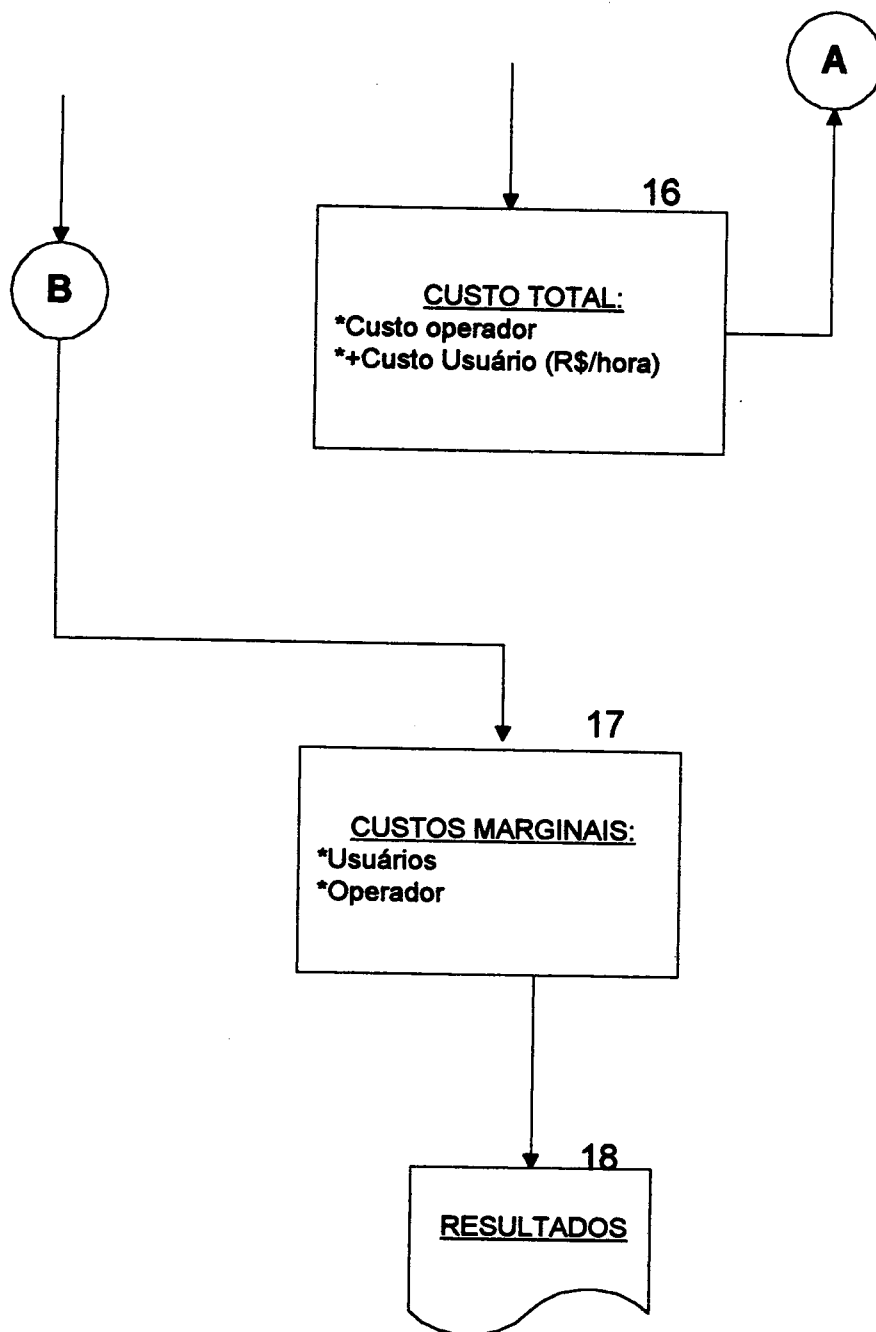 A
16
B
CUSTO TOTAL:
*Custo operador
*+Custo Usuário (R$/hora)
17
CUSTOS MARGINAIS:
*Usuários
*Operador
18
RESULTADOS